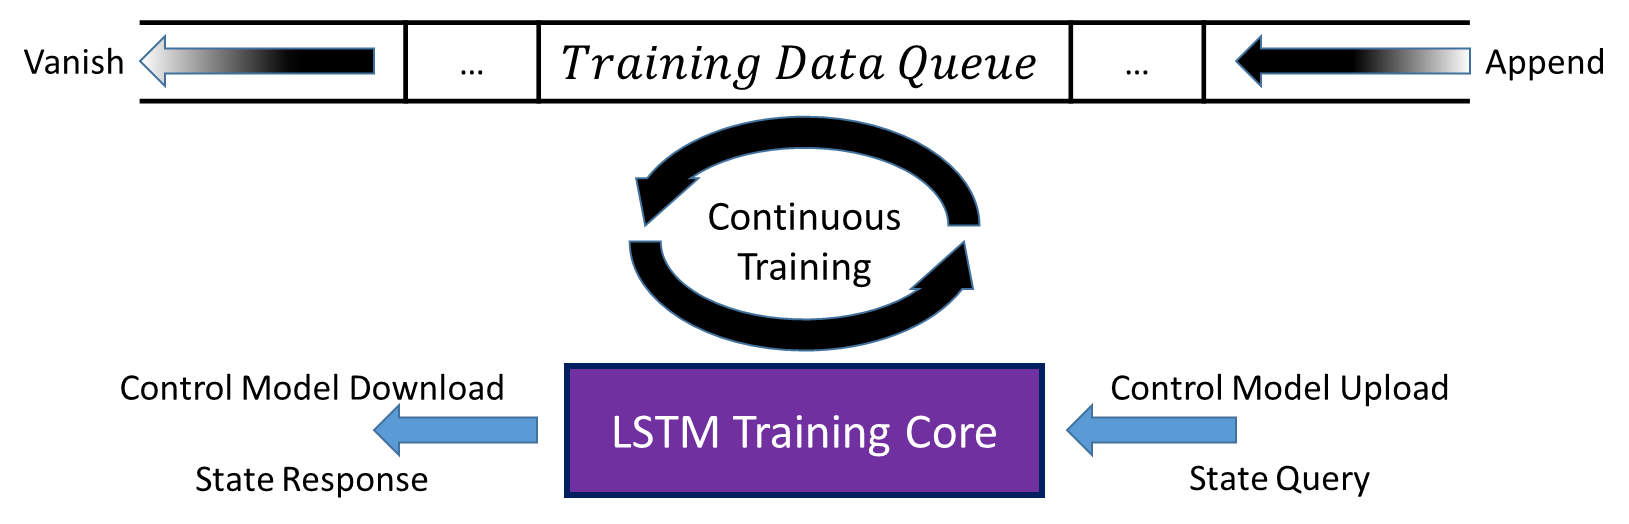 Vanish
...
Training Data Queue
...
Append
Continuous
Training
Control Model Download
LSTM Training Core
Control Model Upload
State Response
State Query